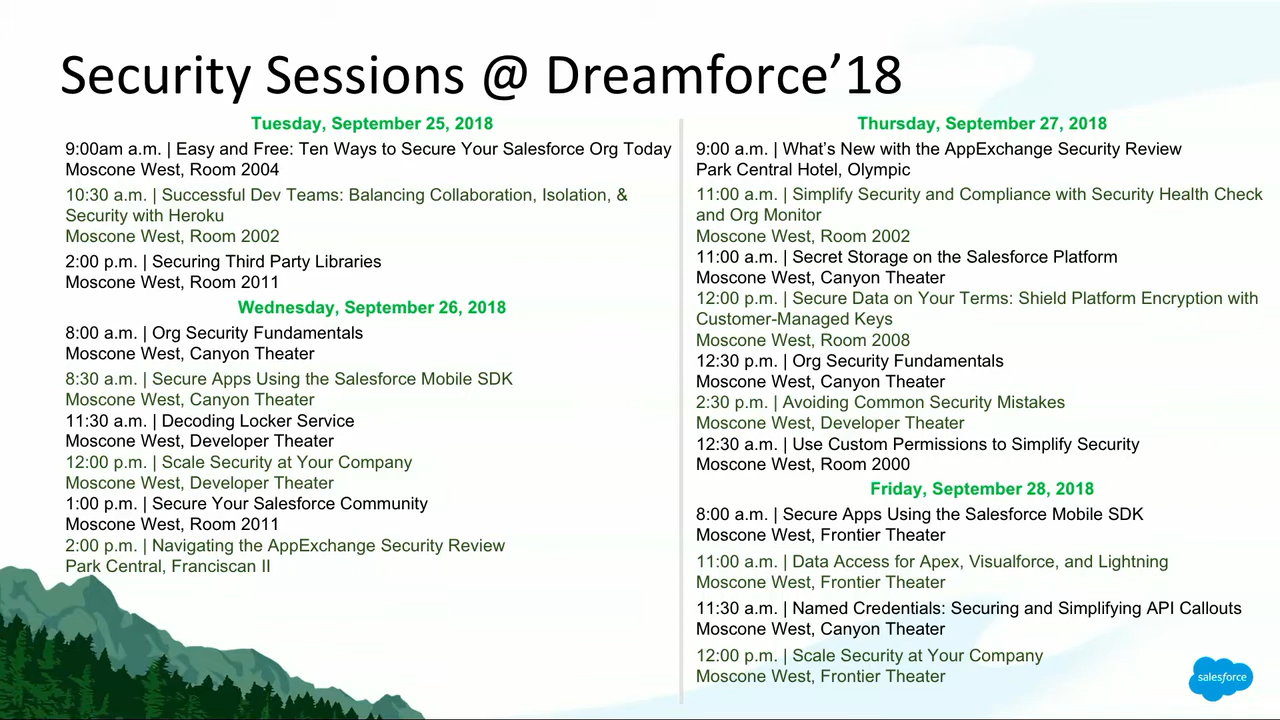 Security Sessions @ Dreamforce’18
Tuesday, September 25, 2018
9:00am a.m. | Easy and Free: Ten Ways to Secure Your Salesforce Org Today
Moscone West, Room 2004
10:30 a.m. | Successful Dev Teams: Balancing Collaboration, Isolation, &
Security with Heroku
Moscone West, Room 2002
2:00 p.m. | Securing Third Party Libraries
Moscone West, Room 2011
Wednesday, September 26, 2018
8:00 a.m. | Org Security Fundamentals
Moscone West, Canyon Theater
8:30 a.m. | Secure Apps Using the Salesforce Mobile SDK
Moscone West, Canyon Theater
11:30 a.m. | Decoding Locker Service
Moscone West, Developer Theater
12:00 p.m. | Scale Security at Your Company
Moscone West, Developer Theater
1:00 p.m. | Secure Your Salesforce Community
Moscone West, Room 2011
2:00 p.m. | Navigating the AppExchange Security Review
Park Central, Franciscan II
Thursday, September 27, 2018
9:00 a.m. | What’s New with the AppExchange Security Review
Park Central Hotel, Olympic
11:00 a.m. | Simplify Security and Compliance with Security Health Check
and Org Monitor
Moscone West, Room 2002
11:00 a.m. | Secret Storage on the Salesforce Platform
Moscone West, Canyon Theater
12:00 p.m. | Secure Data on Your Terms: Shield Platform Encryption with
Customer-Managed Keys
Moscone West, Room 2008
12:30 p.m. | Org Security Fundamentals
Moscone West, Canyon Theater
2:30 p.m. | Avoiding Common Security Mistakes
Moscone West, Developer Theater
12:30 a.m. | Use Custom Permissions to Simplify Security
Moscone West, Room 2000
Friday, September 28, 2018
8:00 a.m. | Secure Apps Using the Salesforce Mobile SDK
Moscone West, Frontier Theater
11:00 a.m. | Data Access for Apex, Visualforce, and Lightning
Moscone West, Frontier Theater
11:30 a.m. | Named Credentials: Securing and Simplifying API Callouts
Moscone West, Canyon Theater
12:00 p.m. | Scale Security at Your Company
Moscone West, Frontier Theater
salesforce